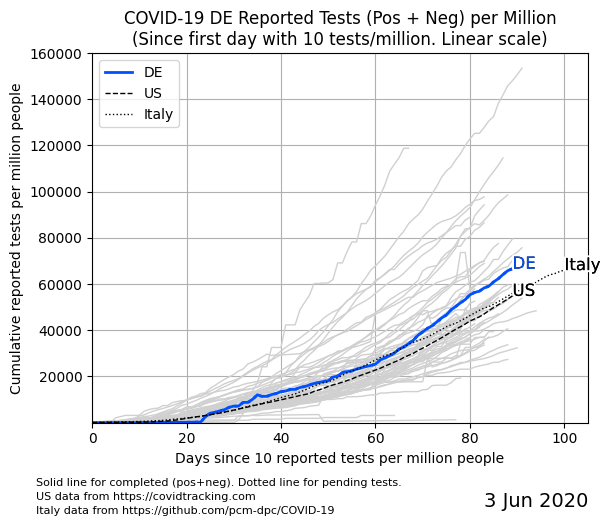 COVID-19 DE Reported Tests (Pos + Neg) per Million
(Since first day with 10 tests/million. Linear scale)
160000
140000
120000
100000
80000
60000
40000
20000
Cumulative reported tests per million people
DE
US
Italy
DE
Italy
US
0
20
40
60
80
100
Days since 10 reported tests per million people
Solid line for completed (pos+neg). Dotted line for pending tests.
US data from https://covidtracking.com
Italy data from https://github.com/pcm-dpc/COVID-19
3 Jun 2020